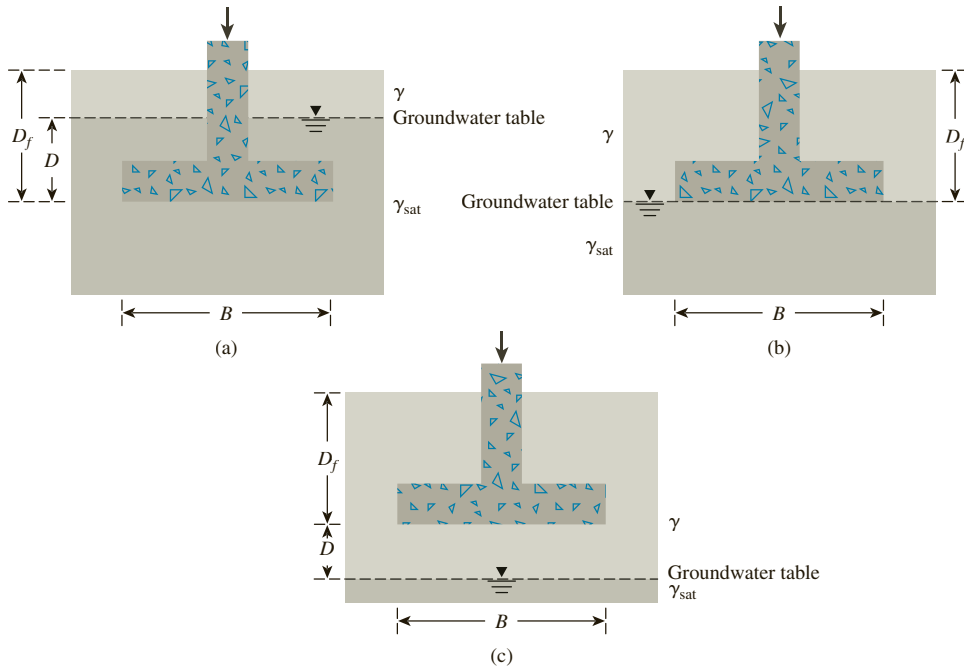 γ
Groundwater table
D_f
D
γ_sat
B
(a)
γ
D_f
Groundwater table
γ_sat
B
(b)
D_f
γ
D
Groundwater table
γ_sat
B
(c)